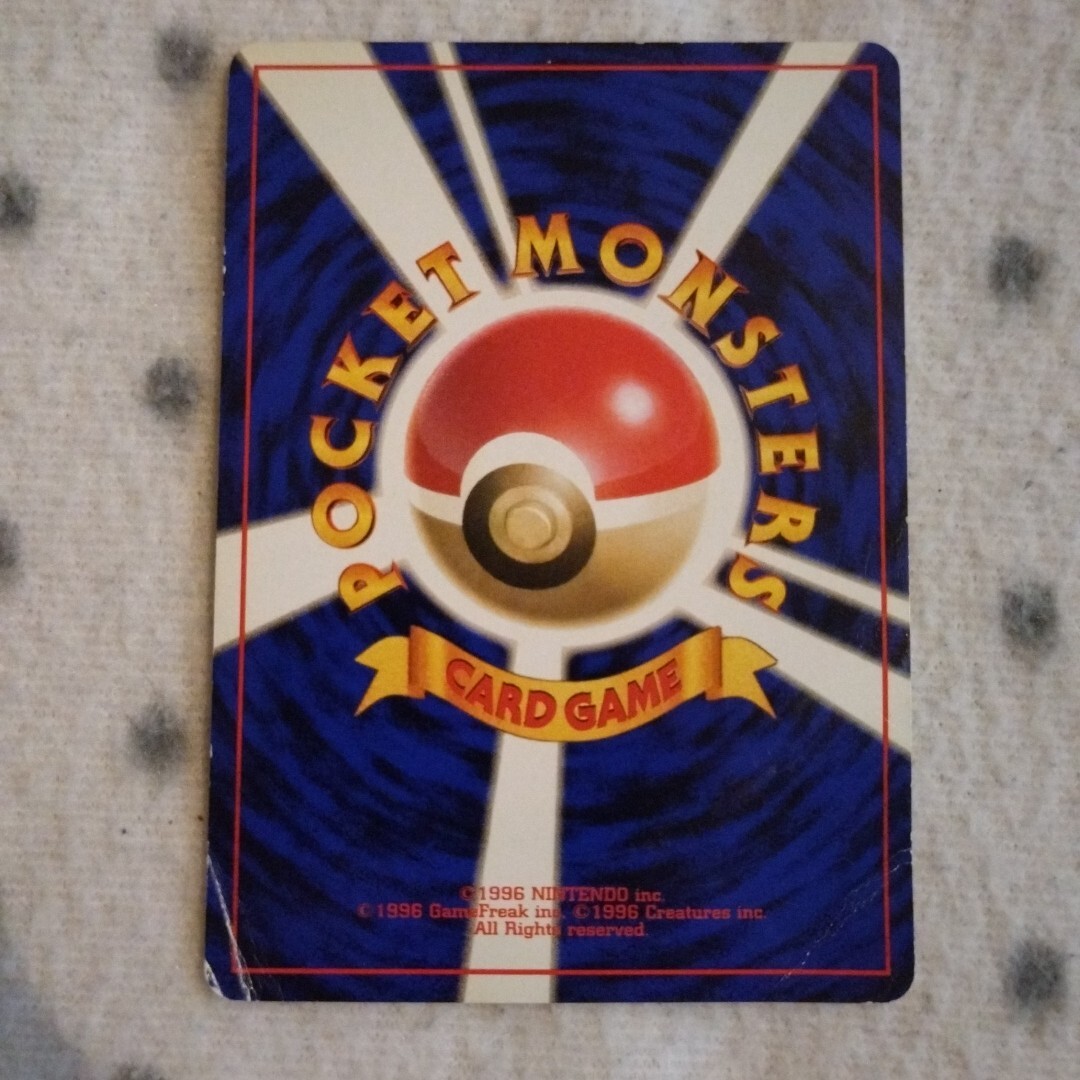 POCKET MONSTERS
CARD GAME
©1996 NINTENDO inc.
©1996 GameFreak inc. ©1996 Creatures inc.
All Rights reserved.